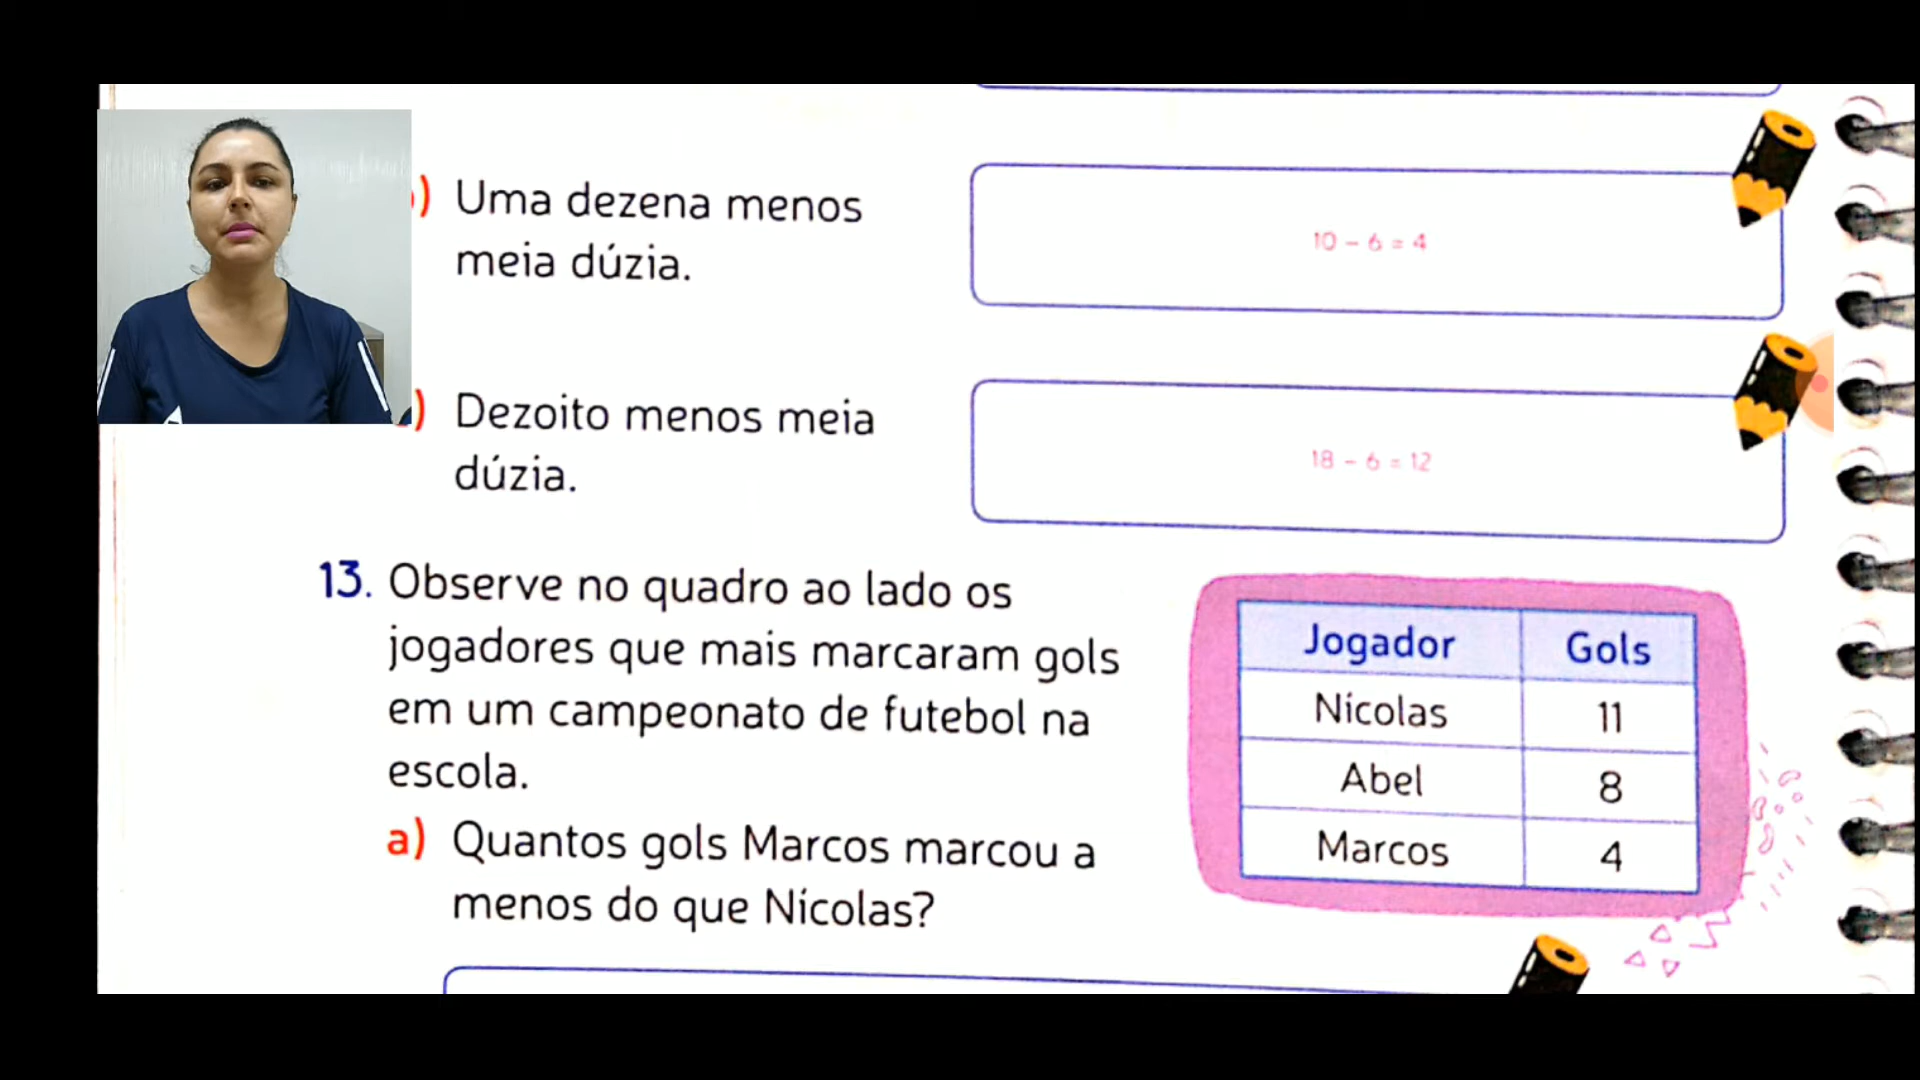 ) Uma dezena menos
meia dúzia.
10 - 6 = 4
) Dezoito menos meia
dúzia.
18 - 6 = 12
13. Observe no quadro ao lado os
jogadores que mais marcaram gols
em um campeonato de futebol na
escola.
Jogador Gols
Nícolas 11
Abel 8
Marcos 4
a) Quantos gols Marcos marcou a
menos do que Nícolas?